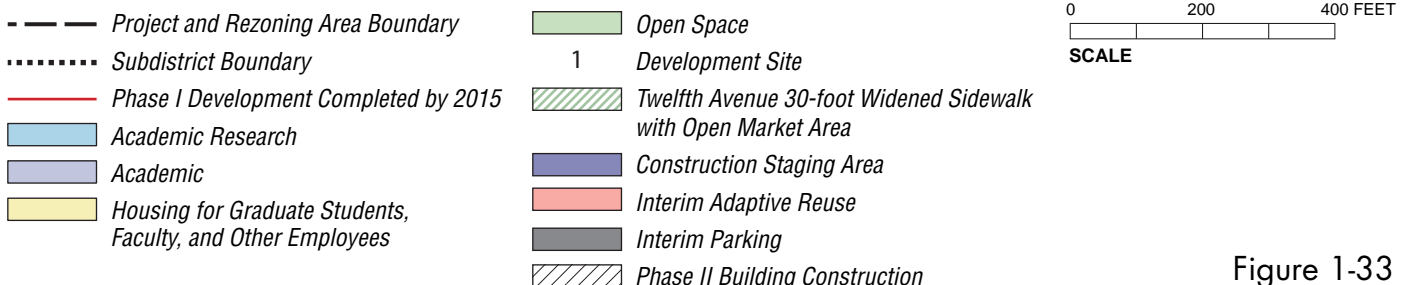 Project and Rezoning Area Boundary
Subdistrict Boundary
Phase I Development Completed by 2015
Academic Research
Academic
Housing for Graduate Students,
Faculty, and Other Employees
Open Space
1 Development Site
Twelfth Avenue 30-foot Widened Sidewalk
with Open Market Area
Construction Staging Area
Interim Adaptive Reuse
Interim Parking
Phase II Building Construction
0 200 400 FEET
SCALE
Figure 1-33